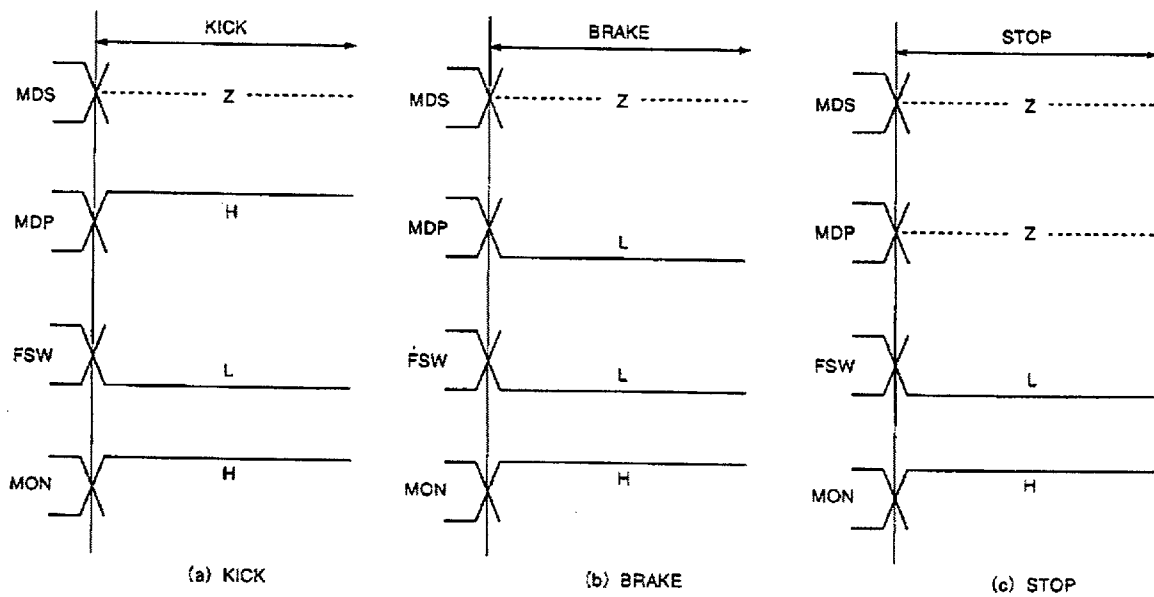 KICK
MDS
Z
MDP
H
FSW
L
MON
H
(a) KICK
BRAKE
MDS
Z
MDP
L
FSW
L
MON
H
(b) BRAKE
STOP
MDS
Z
MDP
Z
FSW
L
MON
H
(c) STOP